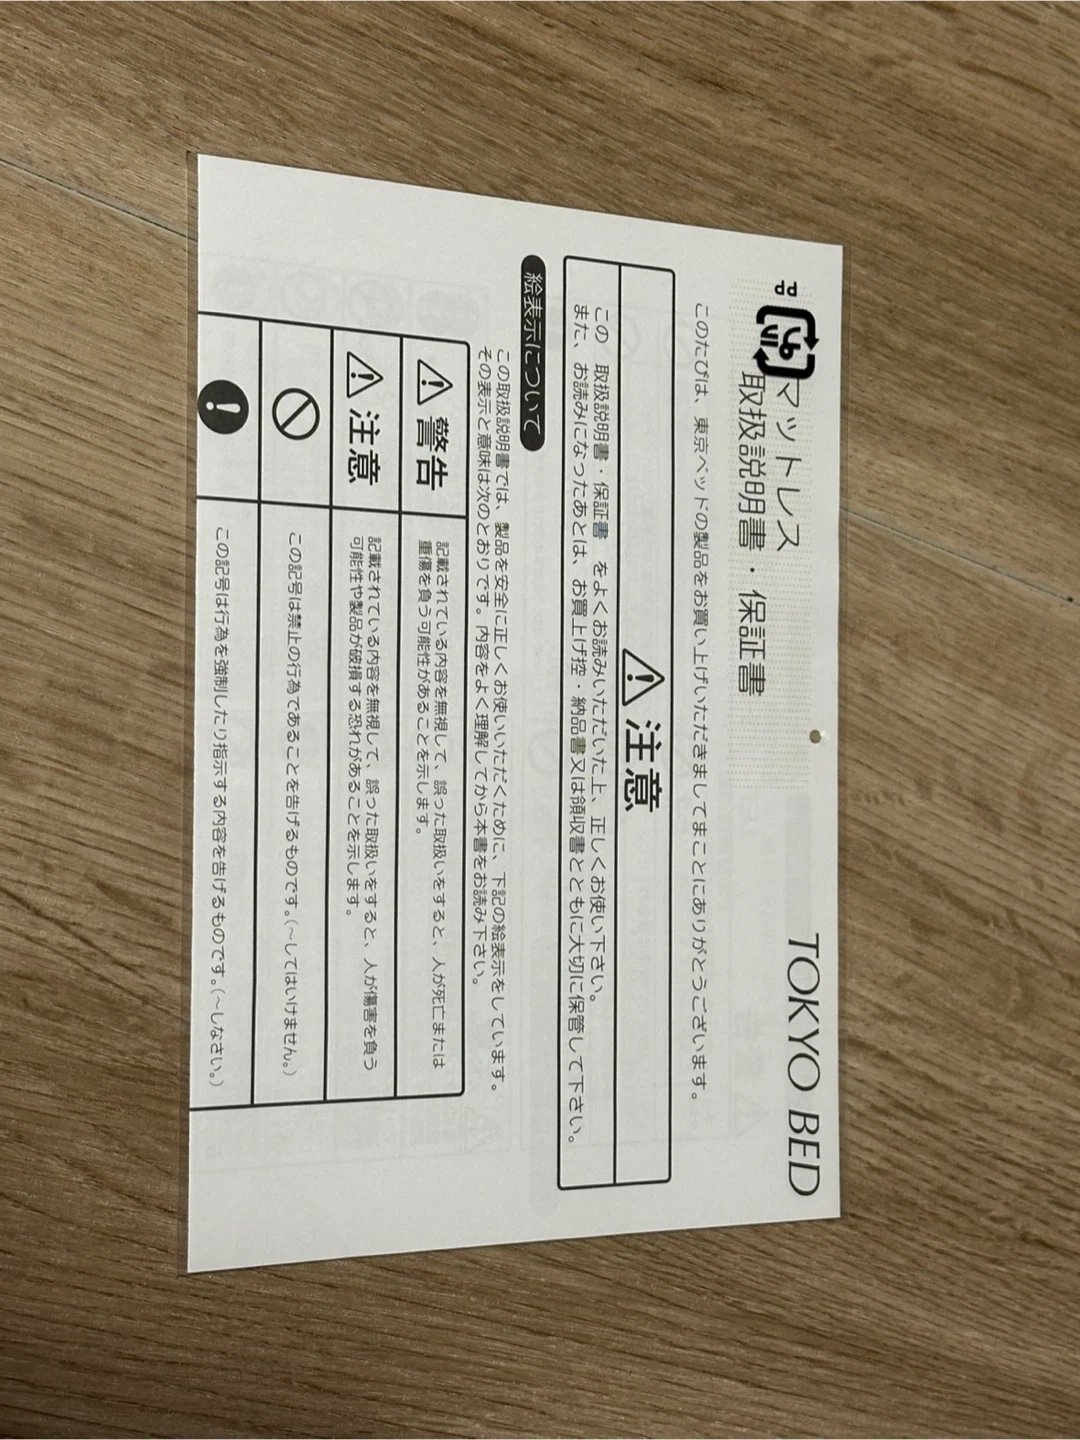 PP
プラ
マットレス
取扱説明書・保証書
TOKYO BED
このたびは、東京ベッドの製品をお買い上げいただきましてまことにありがとうございます。
注意
この 取扱説明書・保証書 をよくお読みいただいた上、正しくお使い下さい。
また、お読みになったあとは、お買上げ控・納品書又は領収書とともに大切に保管して下さい。
絵表示について
この取扱説明書では、製品を安全に正しくお使いいただくために、下記の絵表示をしています。
その表示と意味は次のとおりです。内容をよく理解してから本書をお読み下さい。
警告
記載されている内容を無視して、誤った取扱いをすると、人が死亡または
重傷を負う可能性があることを示します。
注意
記載されている内容を無視して、誤った取扱いをすると、人が傷害を負う
可能性や製品が破損する恐れがあることを示します。
この記号は禁止の行為であることを告げるものです。(〜してはいけません。)
この記号は行為を強制したり指示する内容を告げるものです。(〜しなさい。)